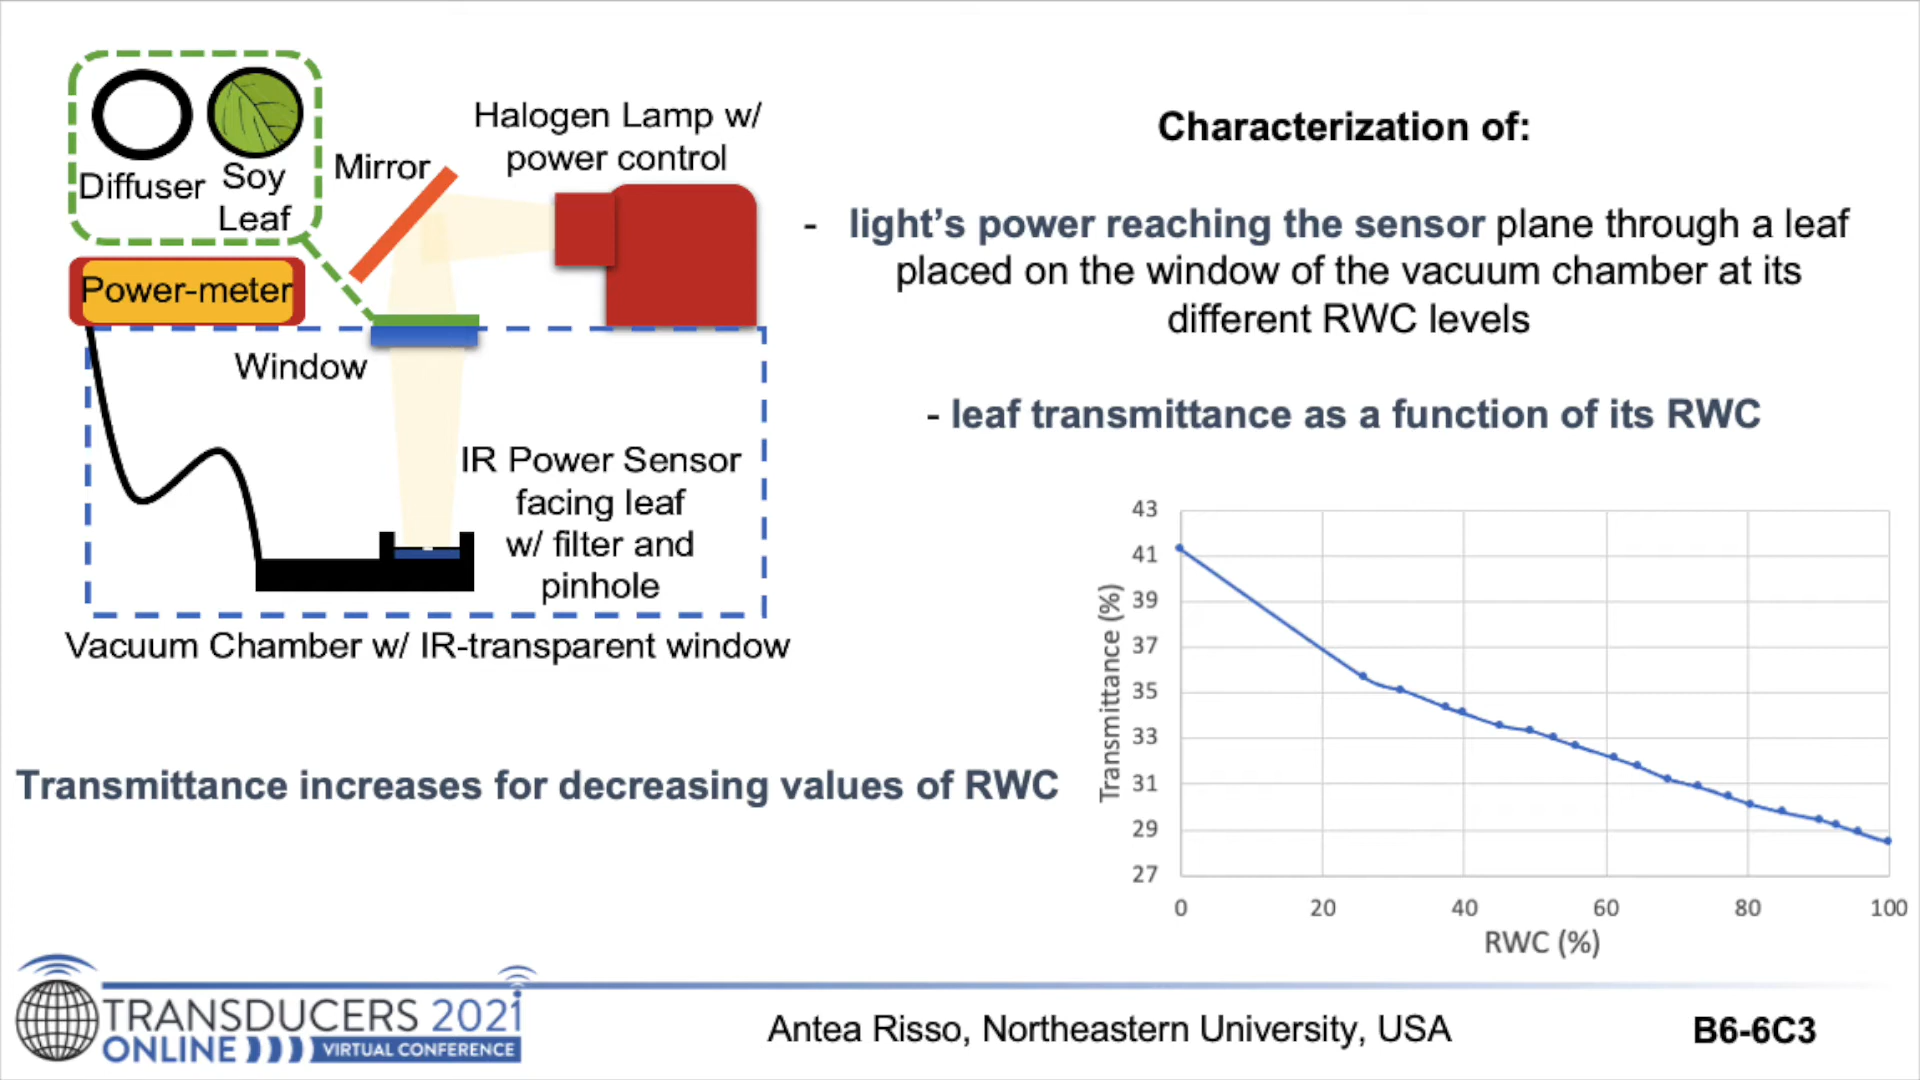 Diffuser
Soy
Leaf
Mirror
Halogen Lamp w/
power control
Power-meter
Window
IR Power Sensor
facing leaf
w/ filter and
pinhole
Vacuum Chamber w/ IR-transparent window
Transmittance increases for decreasing values of RWC
Characterization of:
- light’s power reaching the sensor plane through a leaf
placed on the window of the vacuum chamber at its
different RWC levels
- leaf transmittance as a function of its RWC
Transmittance (%)
43
41
39
37
35
33
31
29
27
0 20 40 60 80 100
RWC (%)
TRANSDUCERS 2021
ONLINE VIRTUAL CONFERENCE
Antea Risso, Northeastern University, USA
B6-6C3